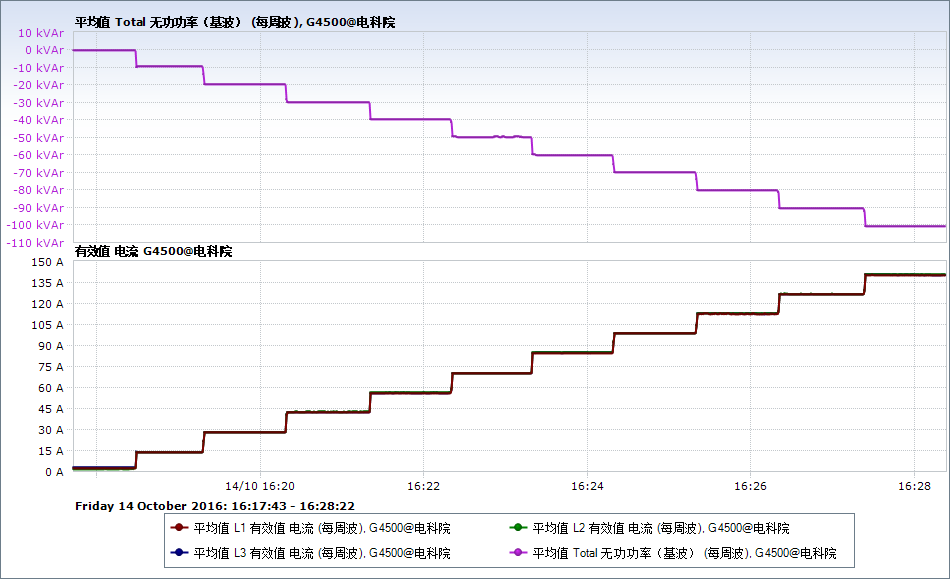 平均值 Total 无功功率（基波） (每周波), G4500@电科院
10 kVAr
0 kVAr
-10 kVAr
-20 kVAr
-30 kVAr
-40 kVAr
-50 kVAr
-60 kVAr
-70 kVAr
-80 kVAr
-90 kVAr
-100 kVAr
-110 kVAr
有效值 电流 G4500@电科院
150 A
135 A
120 A
105 A
90 A
75 A
60 A
45 A
30 A
15 A
0 A
14/10 16:20 16:22 16:24 16:26 16:28
Friday 14 October 2016: 16:17:43 - 16:28:22
平均值 L1 有效值 电流 (每周波), G4500@电科院 平均值 L2 有效值 电流 (每周波), G4500@电科院
平均值 L3 有效值 电流 (每周波), G4500@电科院 平均值 Total 无功功率（基波） (每周波), G4500@电科院